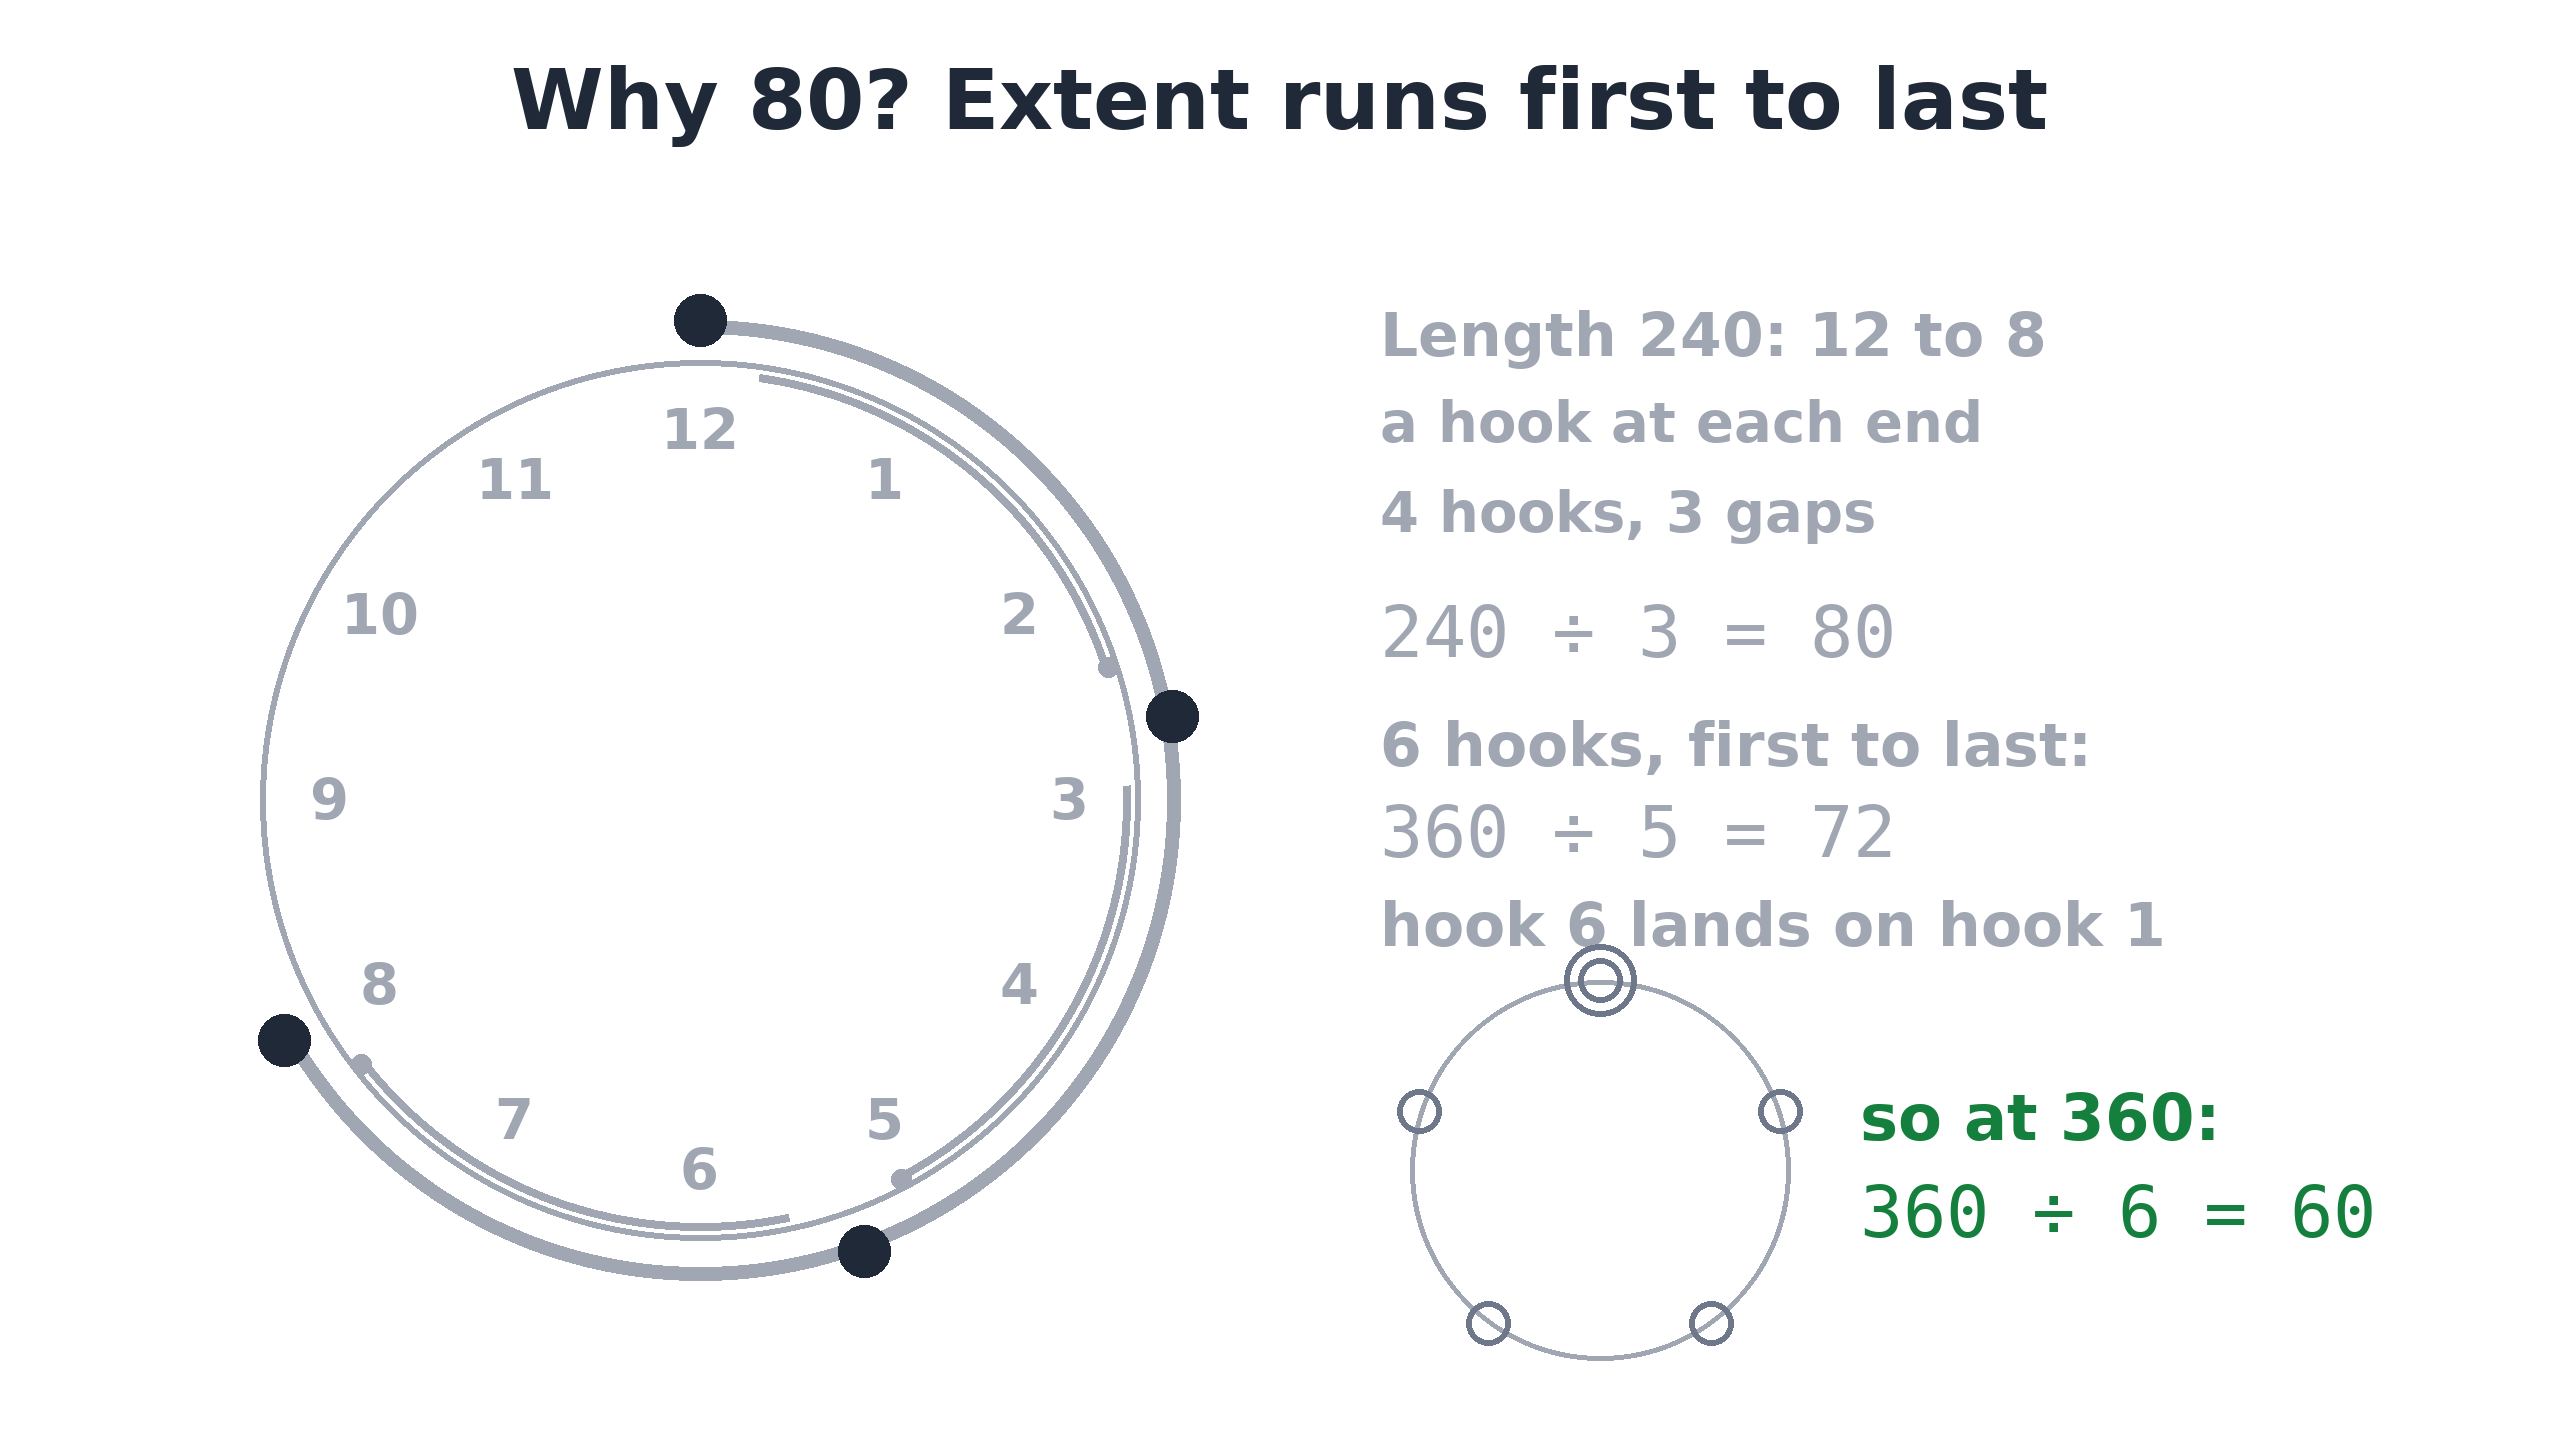 Why 80? Extent runs first to last
12
11
1
10
2
9
3
8
4
7
5
6
Length 240: 12 to 8
a hook at each end
4 hooks, 3 gaps
240 ÷ 3 = 80
6 hooks, first to last:
360 ÷ 5 = 72
hook 6 lands on hook 1
so at 360:
360 ÷ 6 = 60